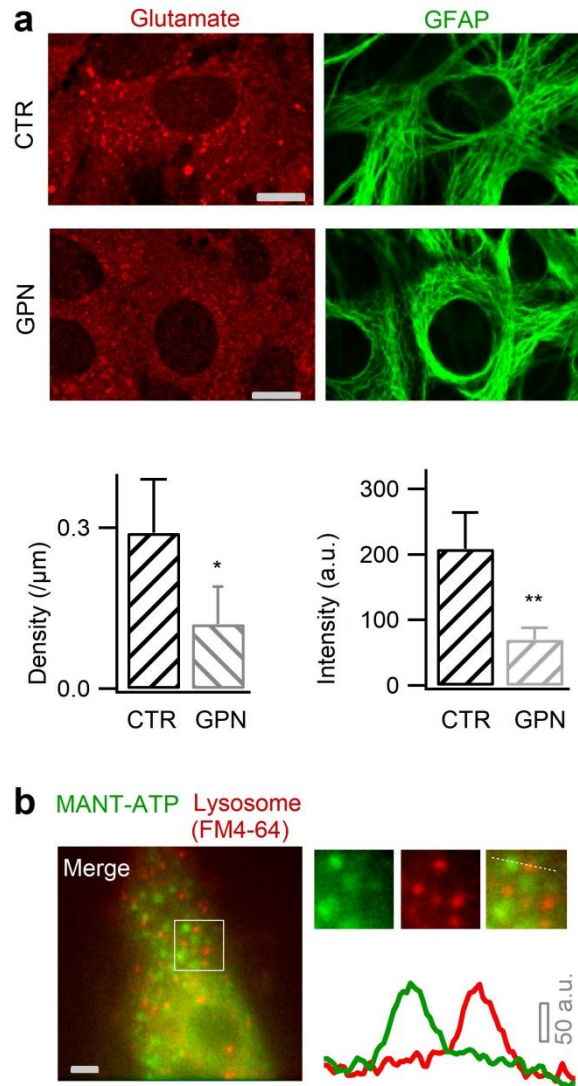 a
Glutamate GFAP
CTR
GPN
Density (/µm)
0.3
0.0
*
CTR GPN
Intensity (a.u.)
300
200
100
0
**
CTR GPN
b
MANT-ATP Lysosome
(FM4-64)
Merge
50 a.u.